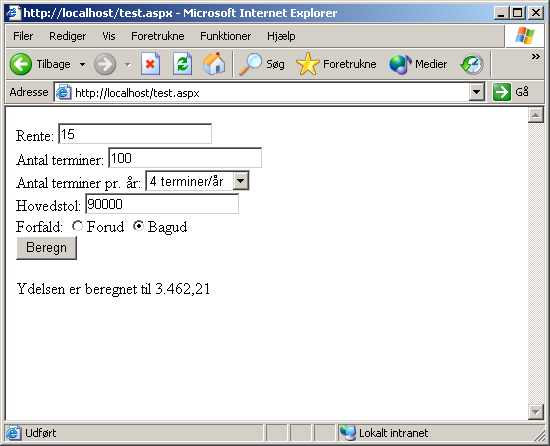 http://localhost/test.aspx - Microsoft Internet Explorer
Filer Rediger Vis Foretrukne Funktioner Hjælp
Tilbage Søg Foretrukne Medier »
Adresse http://localhost/test.aspx Gå
Rente: 15
Antal terminer: 100
Antal terminer pr. år: 4 terminer/år
Hovedstol: 90000
Forfald: Forud Bagud
Beregn
Ydelsen er beregnet til 3.462,21
Udført Lokalt intranet